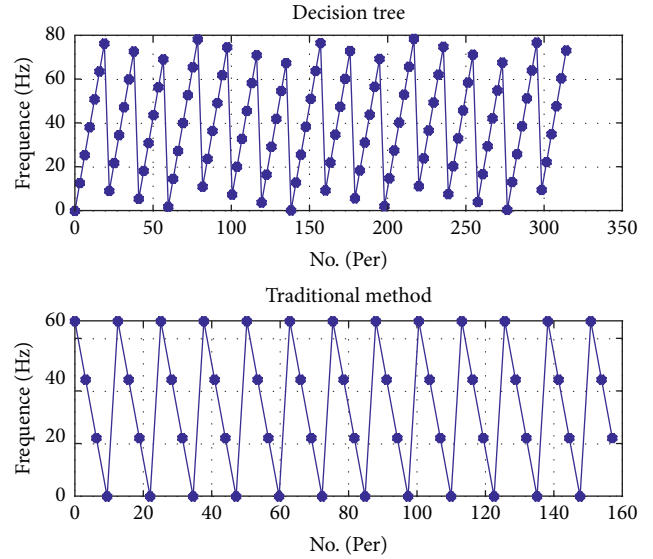 Decision tree
80
60
40
20
0
Frequence (Hz)
0 50 100 150 200 250 300 350
No. (Per)
Traditional method
60
40
20
0
Frequence (Hz)
0 20 40 60 80 100 120 140 160
No. (Per)